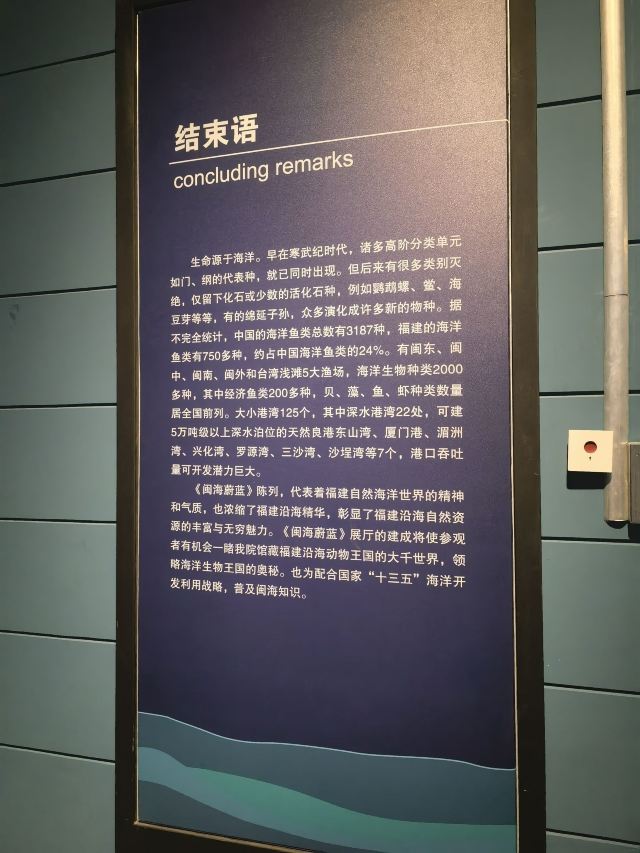 结束语
concluding remarks
生命源于海洋。早在寒武纪时代，诸多高阶分类单元
如门、纲的代表种，就已同时出现。但后来有很多类别灭
绝，仅留下化石或少数的活化石种，例如鹦鹉螺、鲎、海
豆芽等等，有的绵延子孙，众多演化成许多新的物种。据
不完全统计，中国的海洋鱼类总数有3187种，福建的海洋
鱼类有750多种，约占中国海洋鱼类的24%。有闽东、闽
中、闽南、闽外和台湾浅滩5大渔场，海洋生物种类2000
多种，其中经济鱼类200多种，贝、藻、鱼、虾种类数量
居全国前列。大小港湾125个，其中深水港湾22处，可建
5万吨级以上深水泊位的天然良港东山湾、厦门港、湄洲
湾、兴化湾、罗源湾、三沙湾、沙埕湾等7个，港口吞吐
量可开发潜力巨大。
《闽海蔚蓝》陈列，代表着福建自然海洋世界的精神
和气质，也浓缩了福建沿海精华，彰显了福建沿海自然资
源的丰富与无穷魅力。《闽海蔚蓝》展厅的建成将使参观
者有机会一睹我院馆藏福建沿海动物王国的大千世界，领
略海洋生物王国的奥秘。也为配合国家“十三五”海洋开
发利用战略，普及闽海知识。